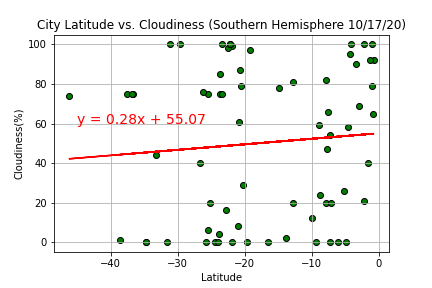 City Latitude vs. Cloudiness (Southern Hemisphere 10/17/20)
100
80
60
40
20
0
Cloudiness(%)
y = 0.28x + 55.07
−40
−30
−20
−10
0
Latitude